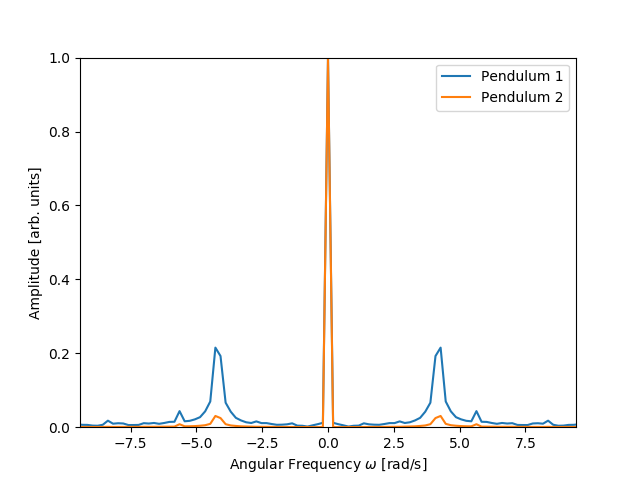 Pendulum 1
Pendulum 2
1.0
0.8
0.6
0.4
0.2
0.0
Amplitude [arb. units]
−7.5 −5.0 −2.5 0.0 2.5 5.0 7.5
Angular Frequency ω [rad/s]